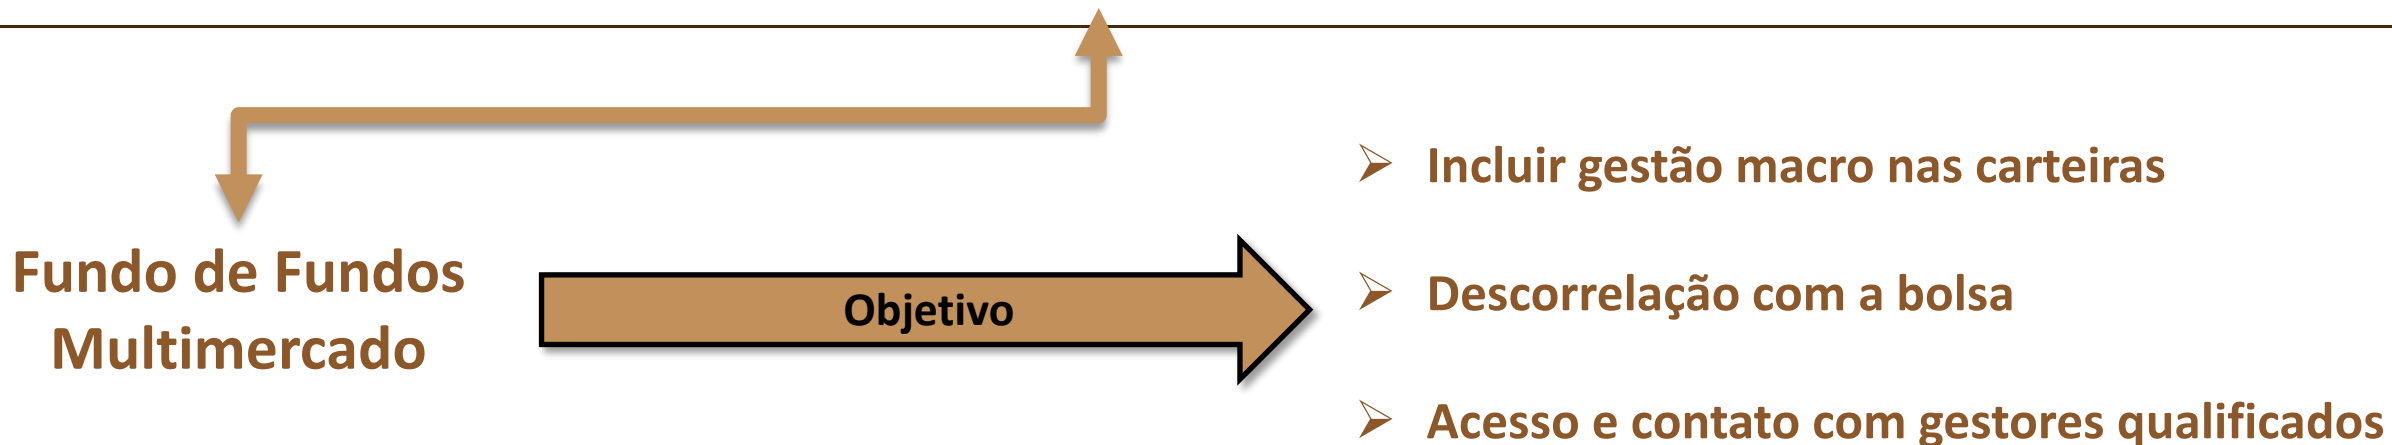 Fundo de Fundos
Multimercado
Objetivo
Incluir gestão macro nas carteiras
Descorrelação com a bolsa
Acesso e contato com gestores qualificados